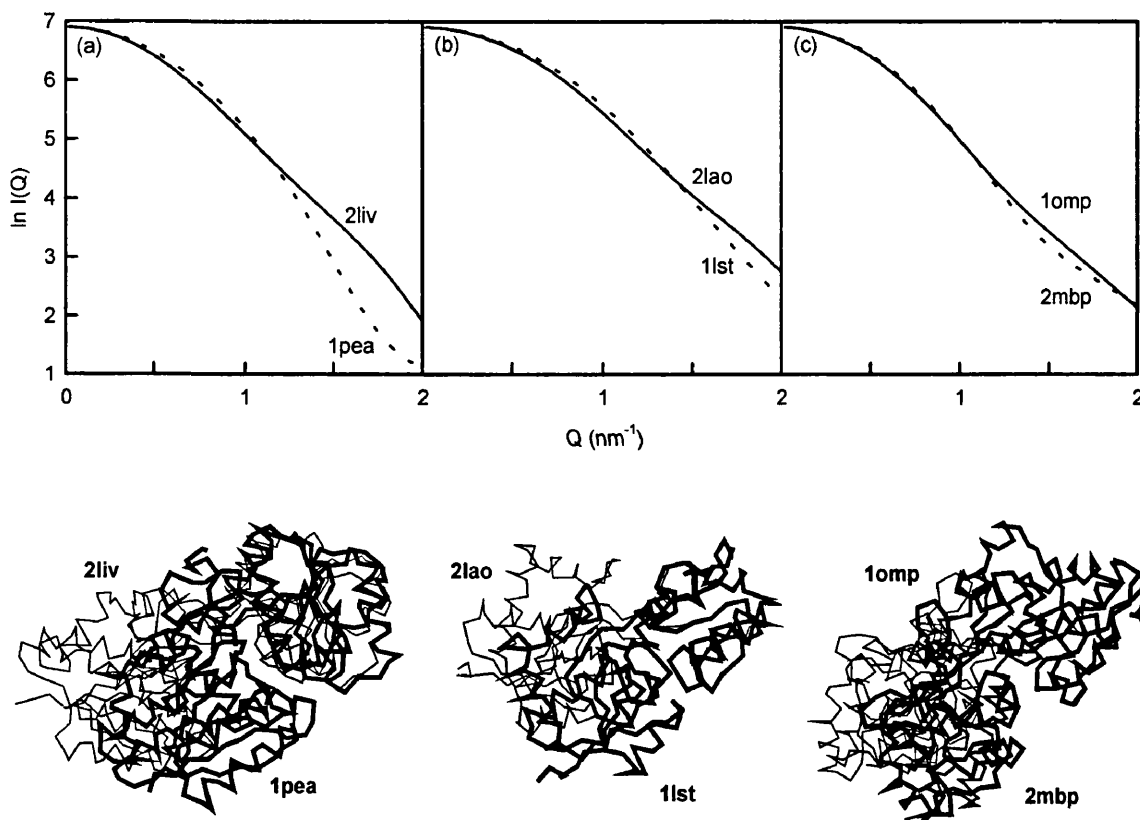 7
6
5
4
3
2
1
ln I(Q)
(a)
2liv
1pea
(b)
2lao
1lst
(c)
1omp
2mbp
0
1
2
1
2
1
2
Q (nm⁻¹)
2liv
1pea
2lao
1lst
1omp
2mbp